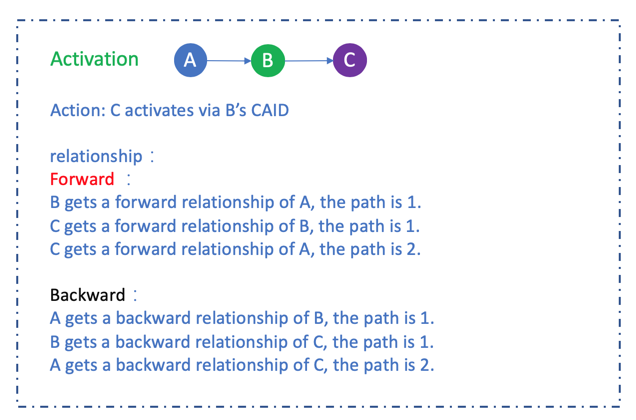 Activation A B C
Action: C activates via B's CAID
relationship：
Forward ：
B gets a forward relationship of A, the path is 1.
C gets a forward relationship of B, the path is 1.
C gets a forward relationship of A, the path is 2.
Backward：
A gets a backward relationship of B, the path is 1.
B gets a backward relationship of C, the path is 1.
A gets a backward relationship of C, the path is 2.